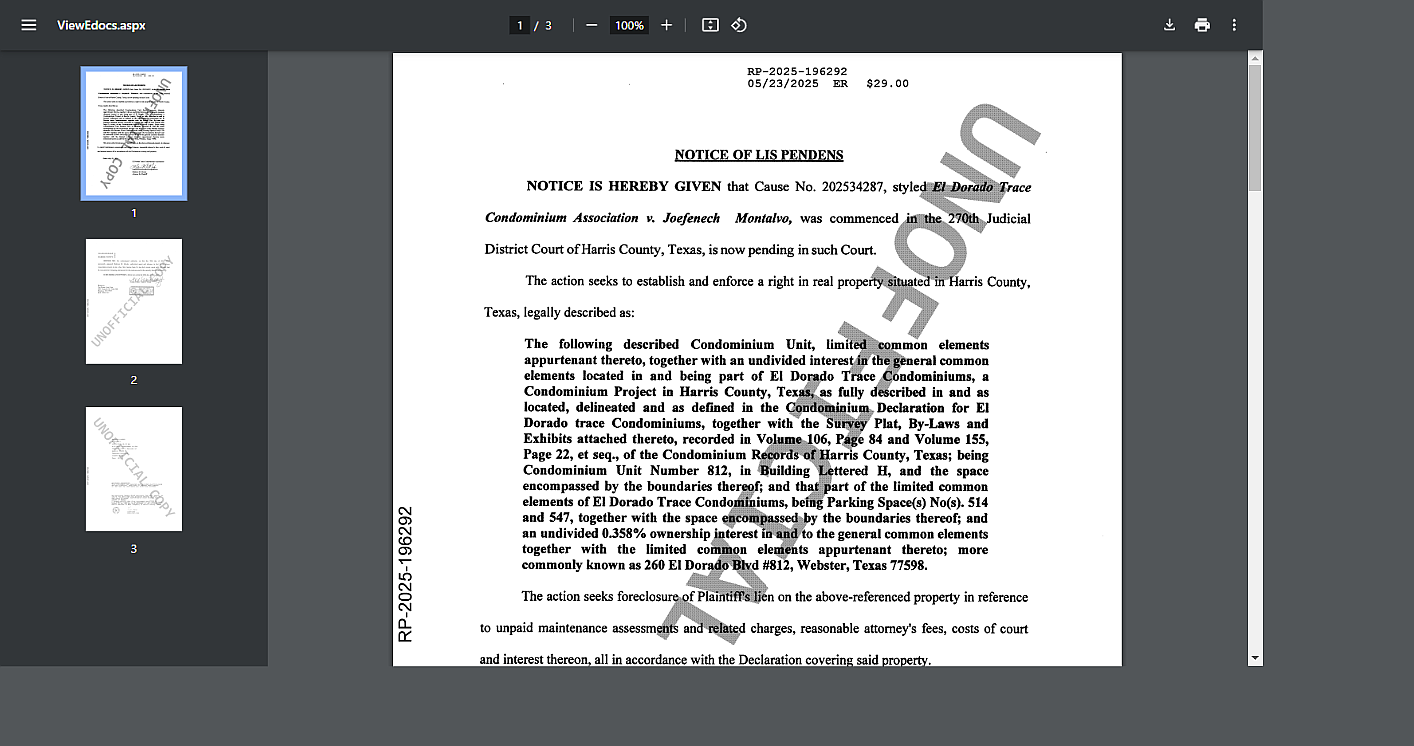 ViewEdocs.aspx
1 / 3
100%
1
2
3
RP-2025-196292
05/23/2025 ER $29.00
NOTICE OF LIS PENDENS
NOTICE IS HEREBY GIVEN that Cause No. 202534287, styled El Dorado Trace
Condominium Association v. Joefenech Montalvo, was commenced in the 270th Judicial
District Court of Harris County, Texas, is now pending in such Court.
The action seeks to establish and enforce a right in real property situated in Harris County,
Texas, legally described as:
The following described Condominium Unit, limited common elements
appurtenant thereto, together with an undivided interest in the general common
elements located in and being part of El Dorado Trace Condominiums, a
Condominium Project in Harris County, Texas, as fully described in and as
located, delineated and as defined in the Condominium Declaration for El
Dorado trace Condominiums, together with the Survey Plat, By-Laws and
Exhibits attached thereto, recorded in Volume 106, Page 84 and Volume 155,
Page 22, et seq., of the Condominium Records of Harris County, Texas; being
Condominium Unit Number 812, in Building Lettered H, and the space
encompassed by the boundaries thereof; and that part of the limited common
elements of El Dorado Trace Condominiums, being Parking Space(s) No(s). 514
and 547, together with the space encompassed by the boundaries thereof; and
an undivided 0.358% ownership interest in and to the general common elements
together with the limited common elements appurtenant thereto; more
commonly known as 260 El Dorado Blvd #812, Webster, Texas 77598.
The action seeks foreclosure of Plaintiff's lien on the above-referenced property in reference
to unpaid maintenance assessments and related charges, reasonable attorney's fees, costs of court
and interest thereon, all in accordance with the Declaration covering said property.
RP-2025-196292
UNOFFICIAL
UNOFFICIAL COPY
UNOFFICIAL COPY
UNOFFICIAL COPY